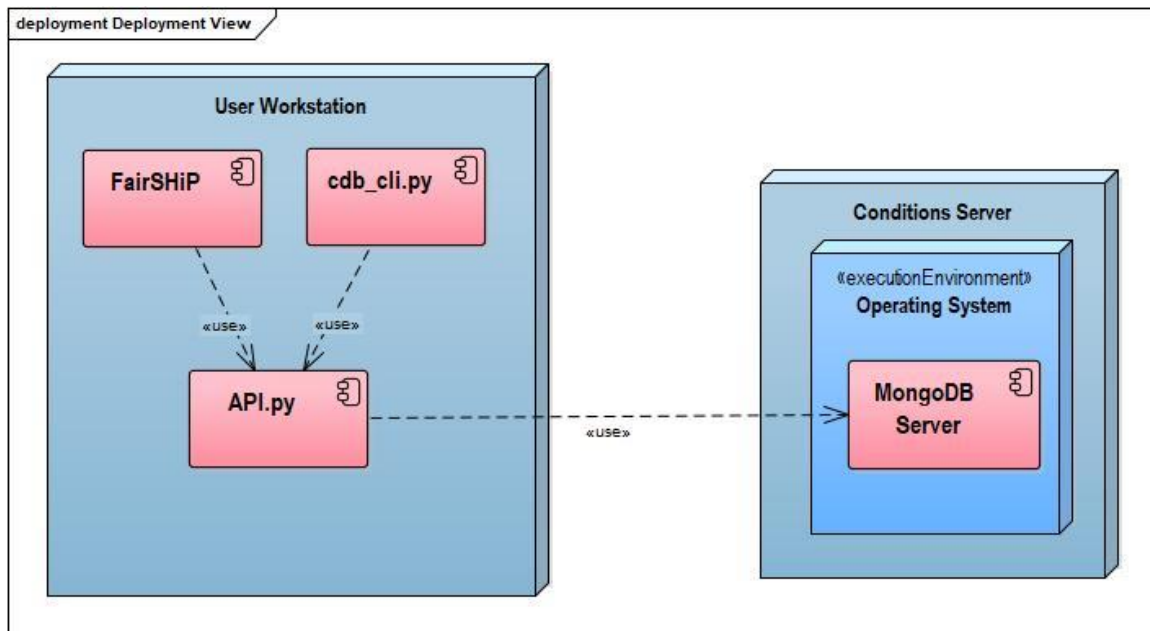 deployment Deployment View
User Workstation
FairSHiP
cdb_cli.py
«use»
«use»
API.py
«use»
Conditions Server
«executionEnvironment»
Operating System
MongoDB
Server